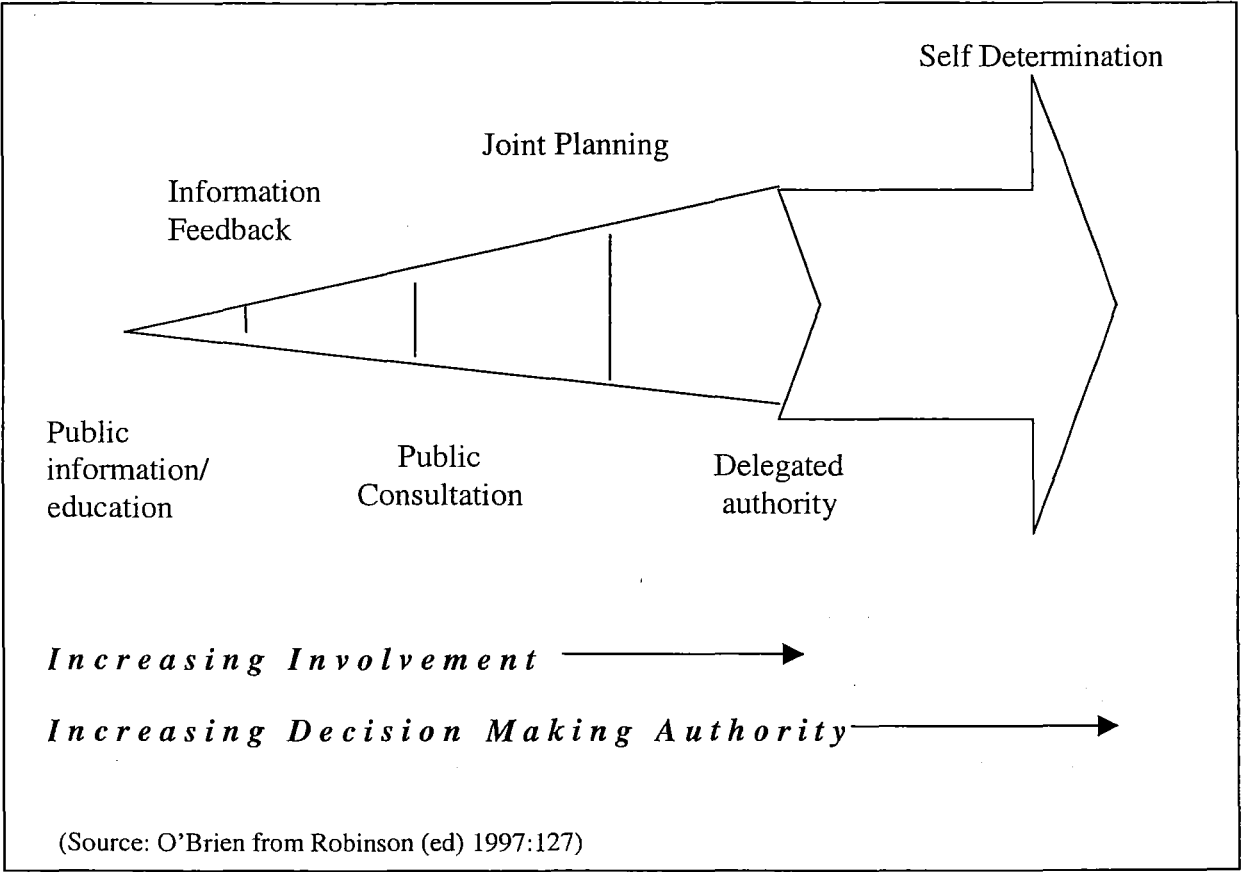 Self Determination
Joint Planning
Information
Feedback
Public
information/
education
Public
Consultation
Delegated
authority
Increasing Involvement
Increasing Decision Making Authority
(Source: O'Brien from Robinson (ed) 1997:127)